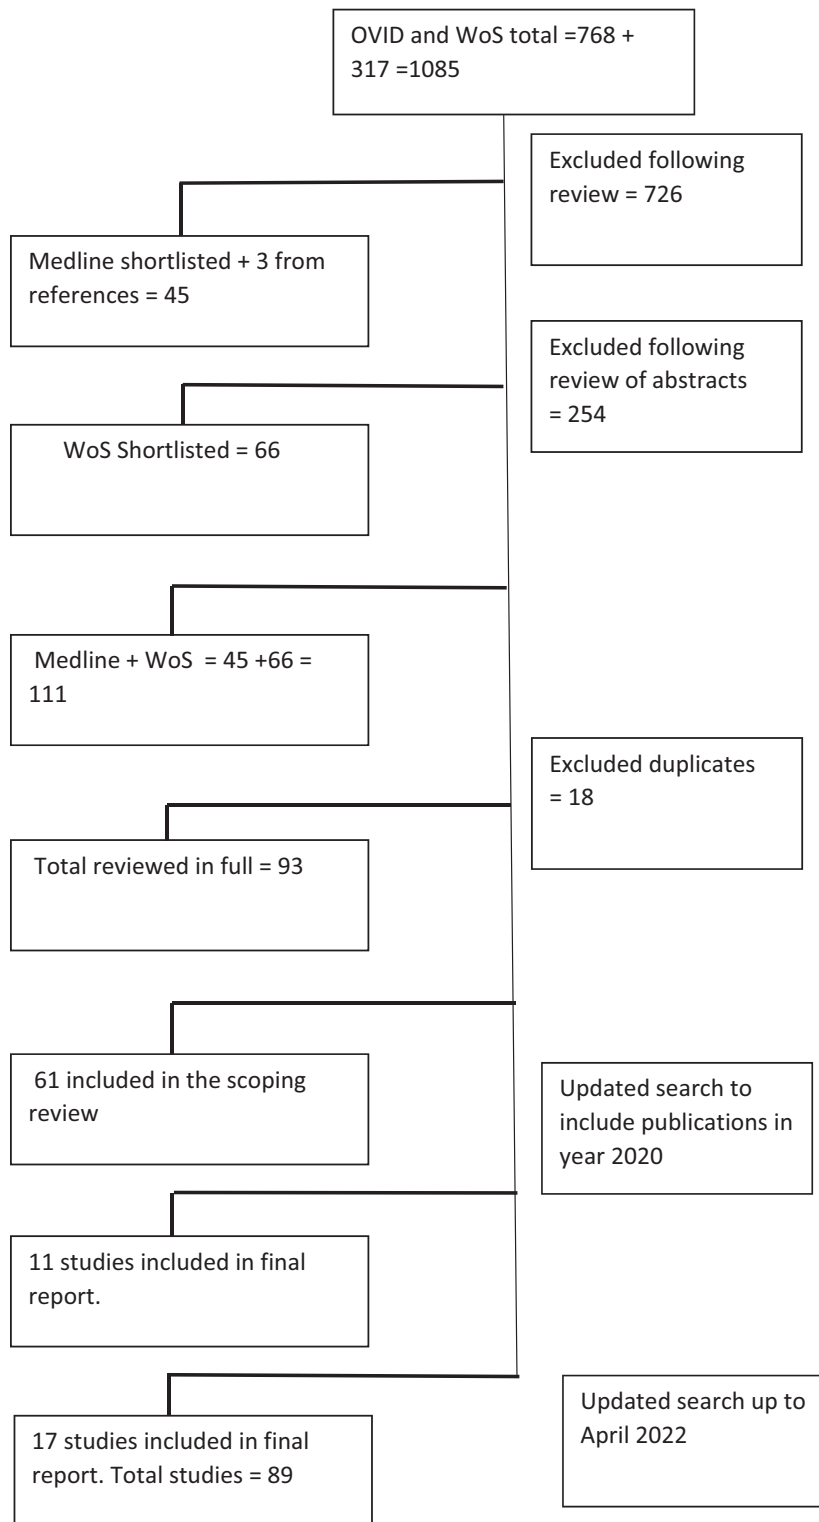 OVID and WoS total =768 +
317 =1085
Excluded following
review = 726
Medline shortlisted + 3 from
references = 45
Excluded following
review of abstracts
= 254
WoS Shortlisted = 66
Medline + WoS  = 45 +66 =
111
Excluded duplicates
= 18
Total reviewed in full = 93
61 included in the scoping
review
Updated search to
include publications in
year 2020
11 studies included in final
report.
Updated search up to
April 2022
17 studies included in final
report. Total studies = 89